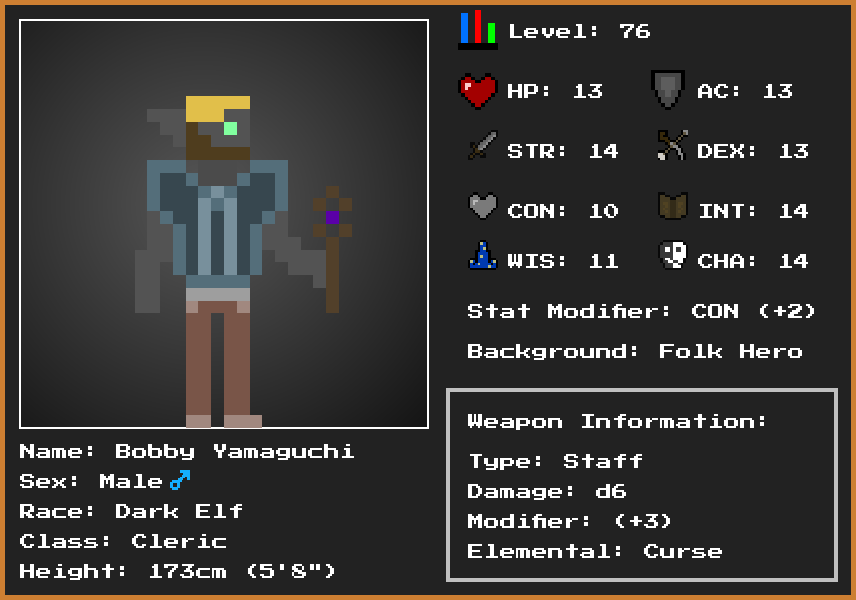 Level: 76
HP: 13
AC: 13
STR: 14
DEX: 13
CON: 10
INT: 14
WIS: 11
CHA: 14
Stat Modifier: CON (+2)
Background: Folk Hero
Weapon Information:
Type: Staff
Damage: d6
Modifier: (+3)
Elemental: Curse
Name: Bobby Yamaguchi
Sex: Male♂
Race: Dark Elf
Class: Cleric
Height: 173cm (5'8")